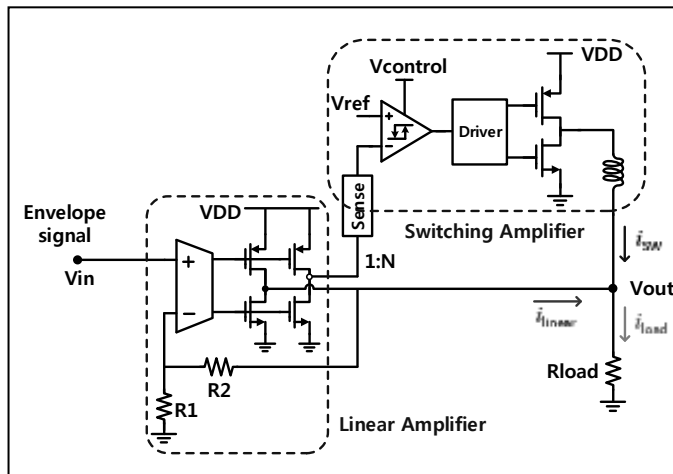 Vcontrol
VDD
Vref
+
−
Driver
Sense
Switching Amplifier
Envelope
signal
Vin
VDD
+
−
1:N
i_sw
Vout
i_linear
i_load
R2
R1
Rload
Linear Amplifier